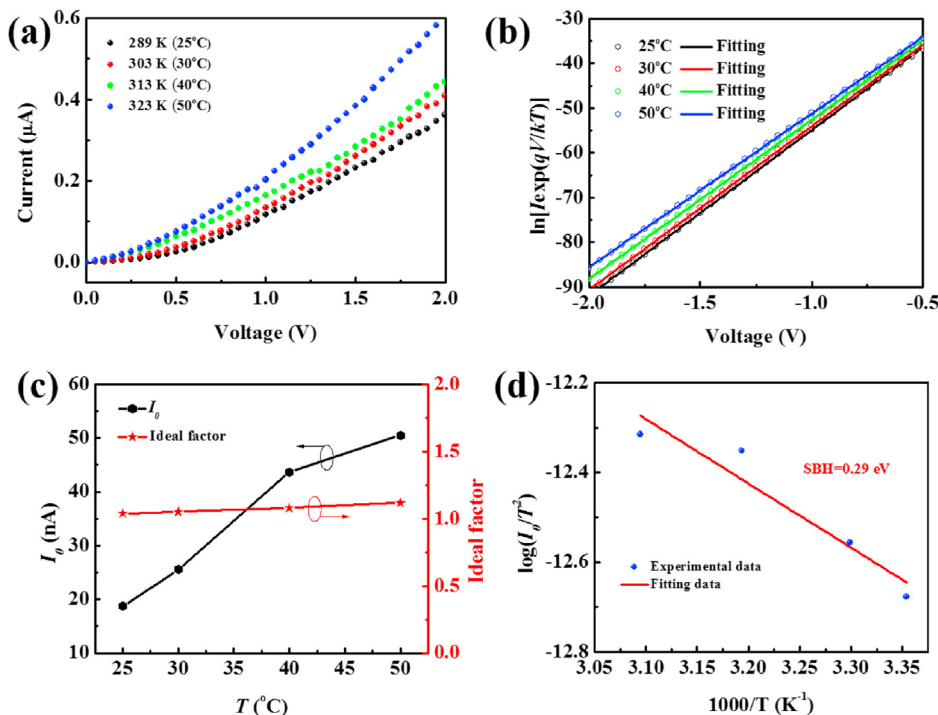 (a)
0.6
0.4
0.2
0.0
Current (μA)
289 K (25°C)
303 K (30°C)
313 K (40°C)
323 K (50°C)
0.0 0.5 1.0 1.5 2.0
Voltage (V)
(b)
-30
-40
-50
-60
-70
-80
-90
ln[Iexp(qV/kT)]
25°C Fitting
30°C Fitting
40°C Fitting
50°C Fitting
-2.0 -1.5 -1.0 -0.5
Voltage (V)
(c)
60
50
40
30
20
10
I0 (nA)
I0
Ideal factor
2.0
1.5
1.0
0.5
0.0
Ideal factor
25 30 35 40 45 50
T (°C)
(d)
-12.2
-12.4
-12.6
-12.8
log(I0/T²)
SBH=0.29 eV
Experimental data
Fitting data
3.05 3.10 3.15 3.20 3.25 3.30 3.35
1000/T (K⁻¹)